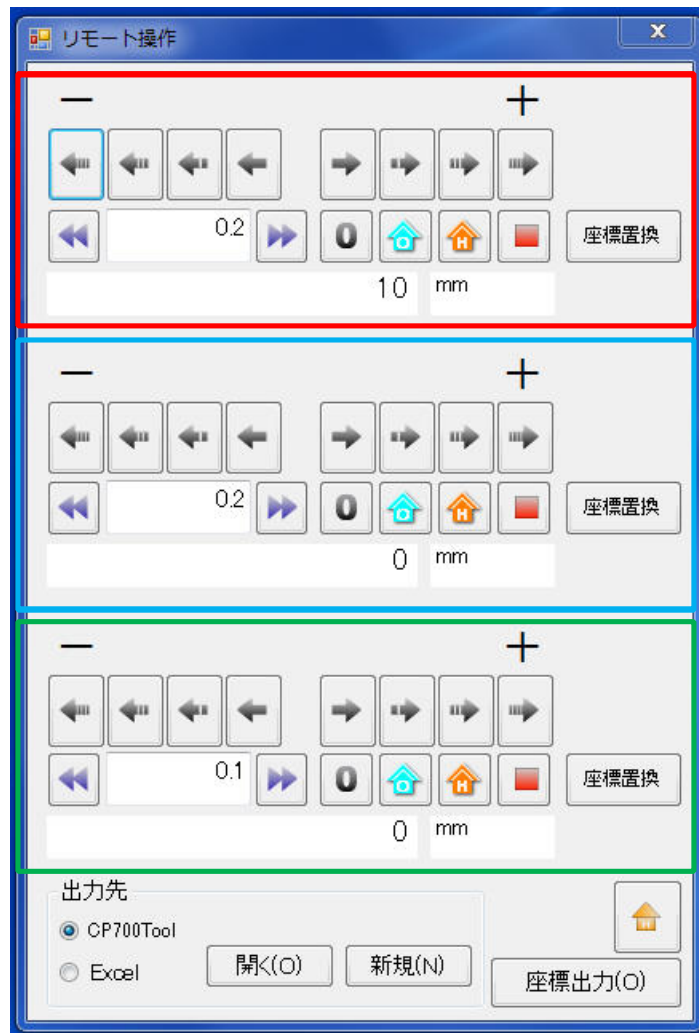 リモート操作
− +
0.2 0 O H 座標置換
10 mm
− +
0.2 0 O H 座標置換
0 mm
− +
0.1 0 O H 座標置換
0 mm
出力先
CP700Tool
Excel 開く(O) 新規(N)
H
座標出力(O)